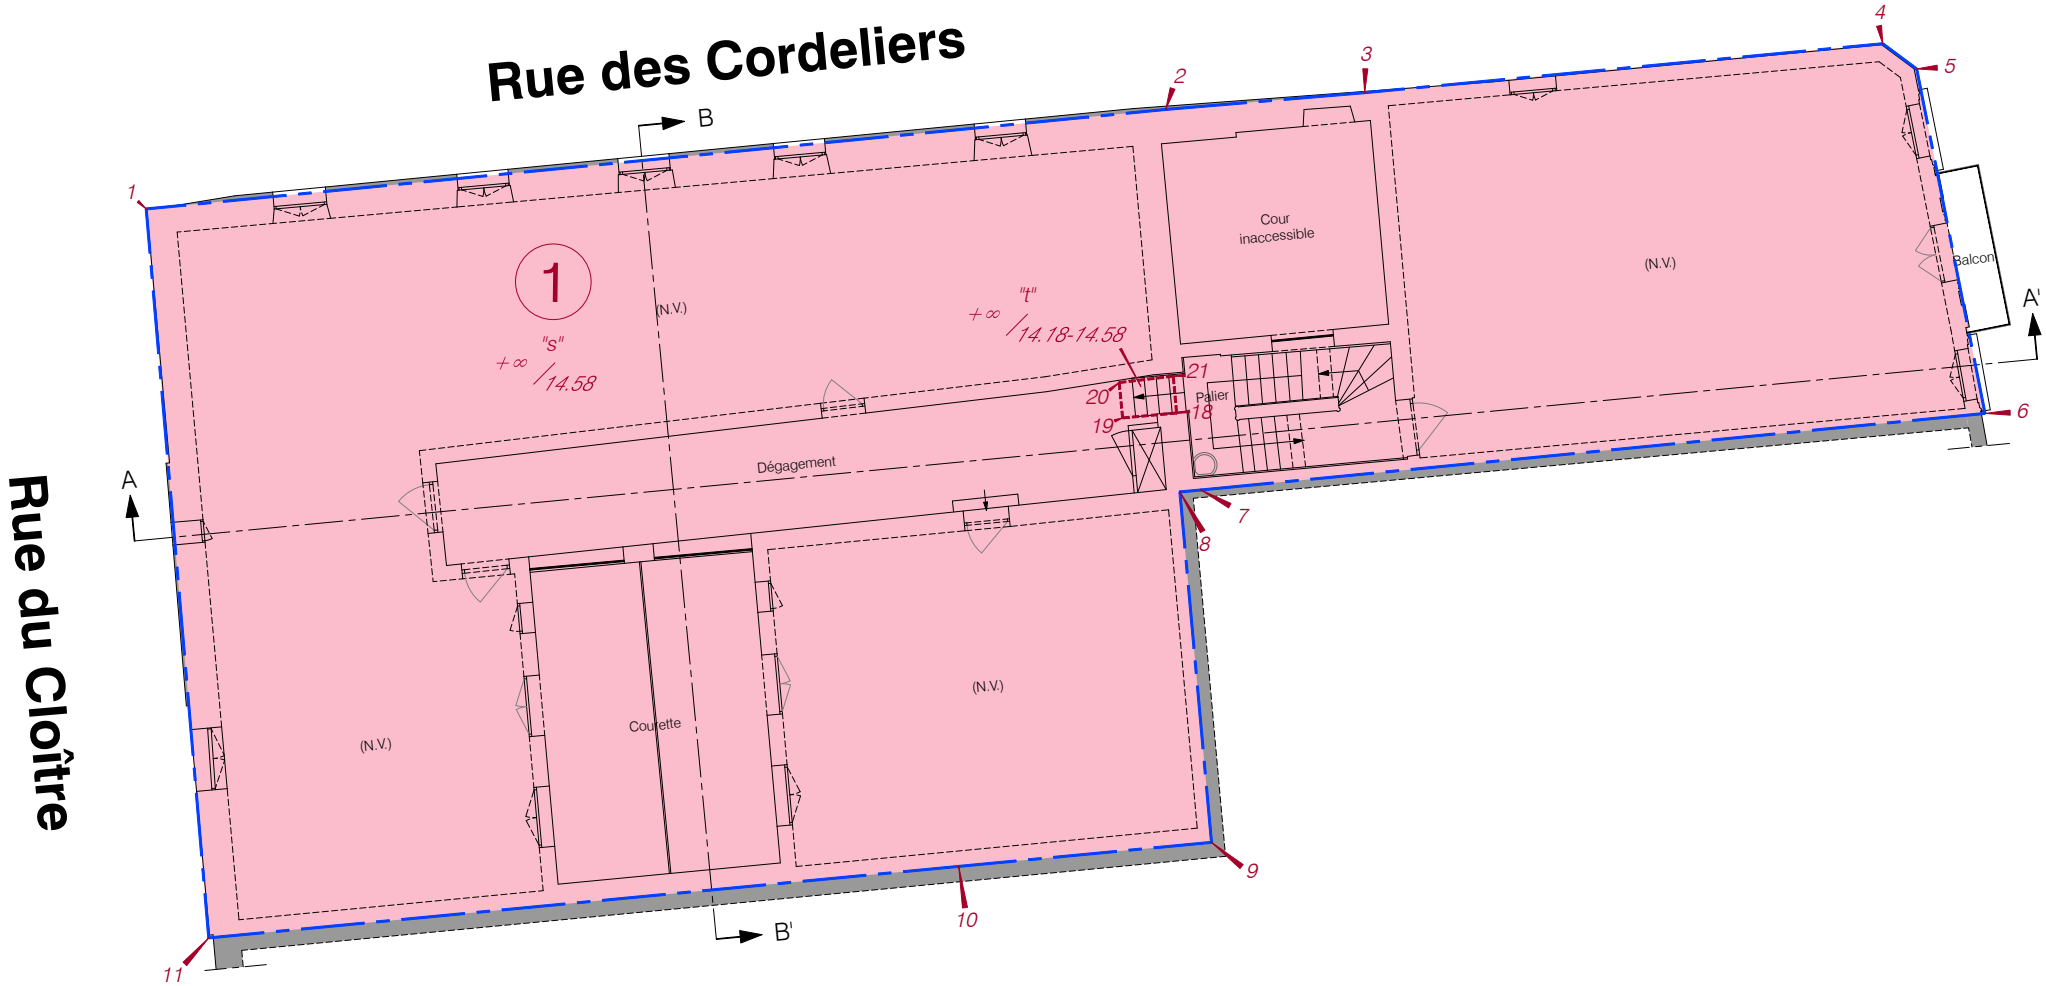 Rue des Cordeliers
4
5
3
2
B
1
Cour
inaccessible
(N.V.)
Balcon
1
(N.V.)
"t"
+∞ / 14.18-14.58
A'
"s"
+∞ / 14.58
21
20
Palier
18
19
6
Dégagement
A
Rue du Cloître
7
8
(N.V.)
Courette
(N.V.)
9
10
B'
11